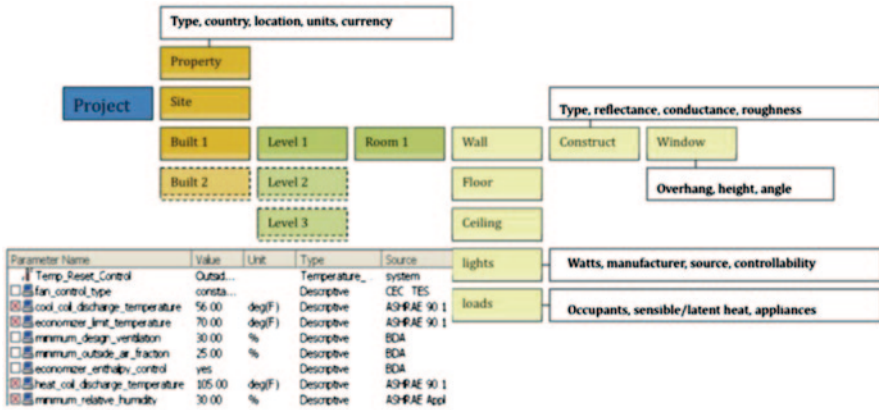 Type, country, location, units, currency
Property
Project
Site
Type, reflectance, conductance, roughness
Built 1 Level 1 Room 1 Wall Construct Window
Built 2 Level 2 Floor Overhang, height, angle
Level 3 Ceiling
lights Watts, manufacturer, source, controllability
loads Occupants, sensible/latent heat, appliances
Parameter Name Value Unit Type Source
Temp_Reset_Control Outsid... Temperature_ system
fan_control_type consta... Descriptive CEC TES
cool_coil_discharge_temperature 56.00 deg(F) Descriptive ASHRAE 90 1
economizer_limit_temperature 70.00 deg(F) Descriptive ASHRAE 90 1
minimum_design_ventilation 30.00 % Descriptive BDA
minimum_outside_air_fraction 25.00 % Descriptive BDA
economizer_enthalpy_control yes Descriptive BDA
heat_coil_discharge_temperature 105.00 deg(F) Descriptive ASHRAE 90 1
minimum_relative_humidity 30.00 % Descriptive ASHRAE Appl